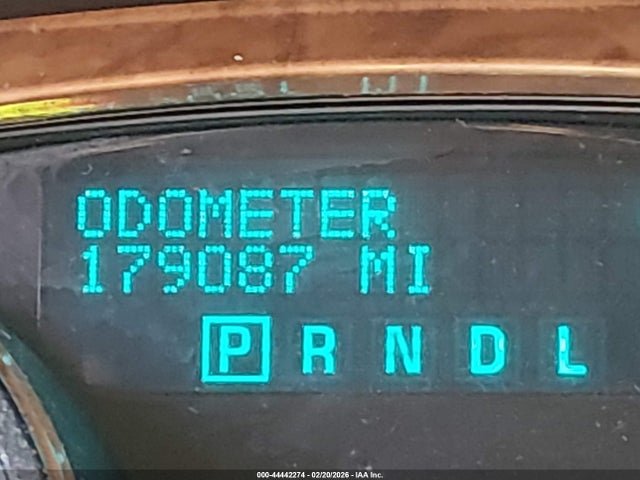 ODOMETER
179087 MI
P R N D L
000-44442274 - 02/20/2026 - IAA Inc.